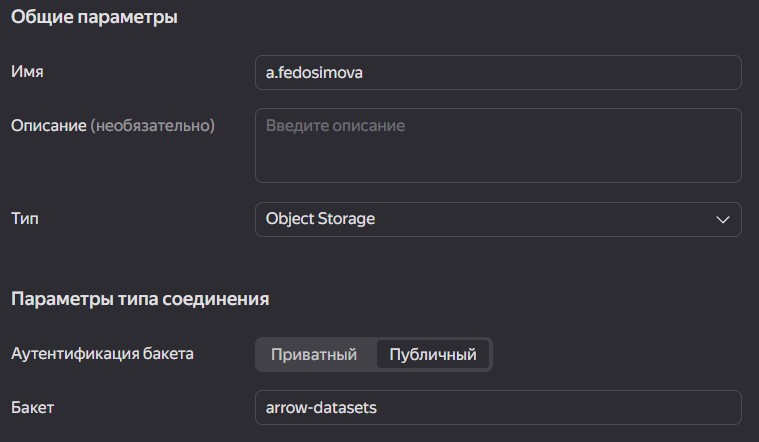 Общие параметры
Имя
a.fedosimova
Описание (необязательно)
Введите описание
Тип
Object Storage
Параметры типа соединения
Аутентификация бакета
Приватный
Публичный
Бакет
arrow-datasets